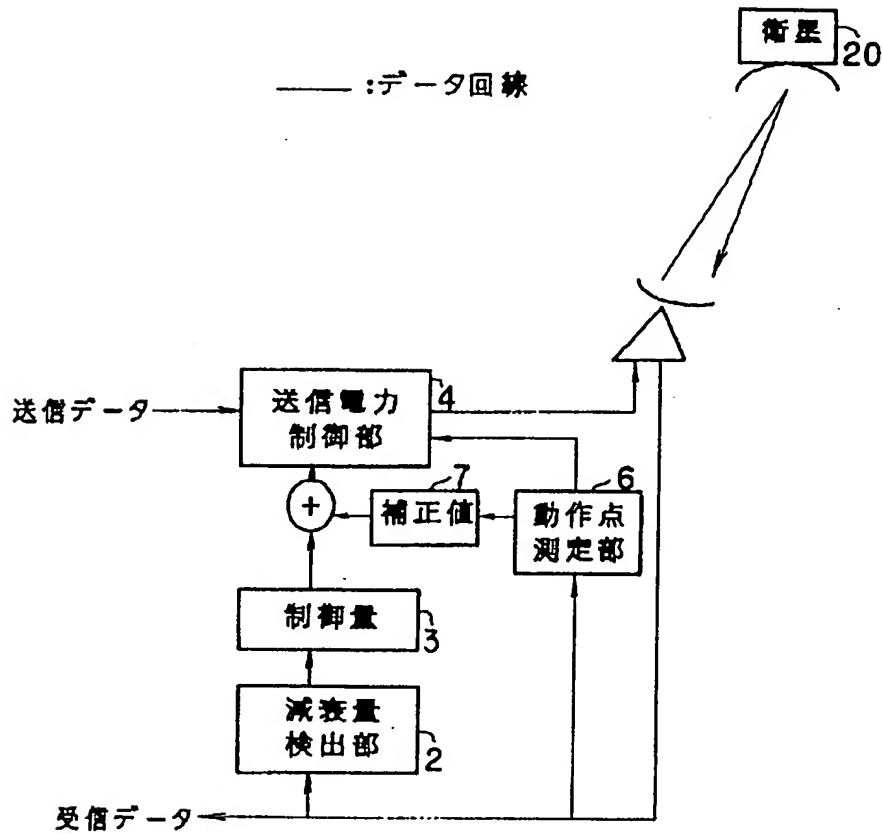 衛星
20
:データ回線
送信データ
送信電力
制御部
4
+
補正値
7
動作点
測定部
6
制御量
3
減衰量
検出部
2
受信データ